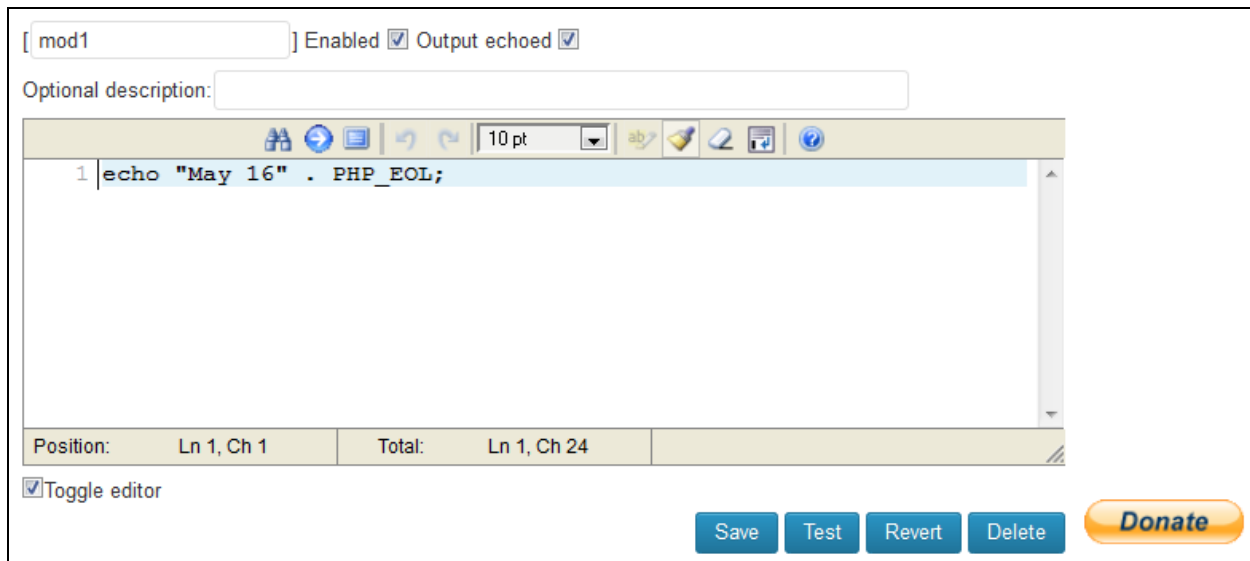 [ mod1 ] Enabled Output echoed
Optional description:
10 pt
1 echo "May 16" . PHP_EOL;
Position: Ln 1, Ch 1 Total: Ln 1, Ch 24
Toggle editor
Save Test Revert Delete Donate